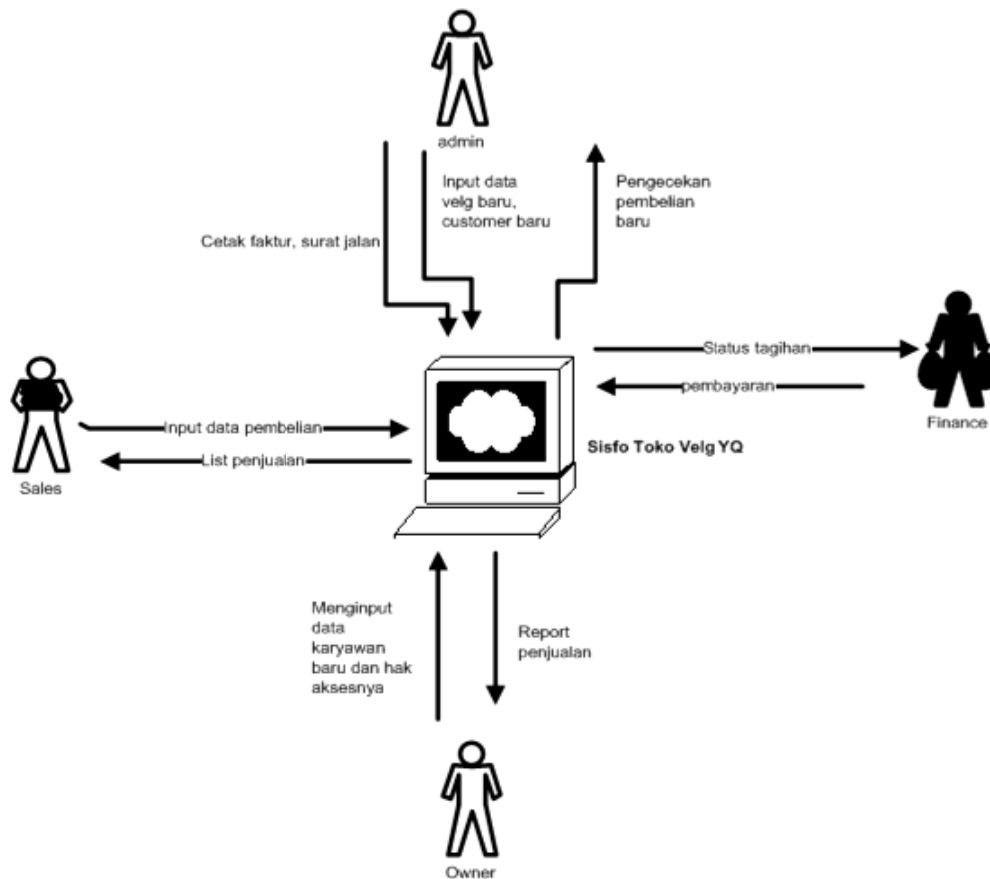 admin
Input data
velg baru,
customer baru
Pengecekan
pembelian
baru
Cetak faktur, surat jalan
Status tagihan
pembayaran
Finance
Input data pembelian
List penjualan
Sales
Sisfo Toko Velg YQ
Menginput
data
karyawan
baru dan hak
aksesnya
Report
penjualan
Owner